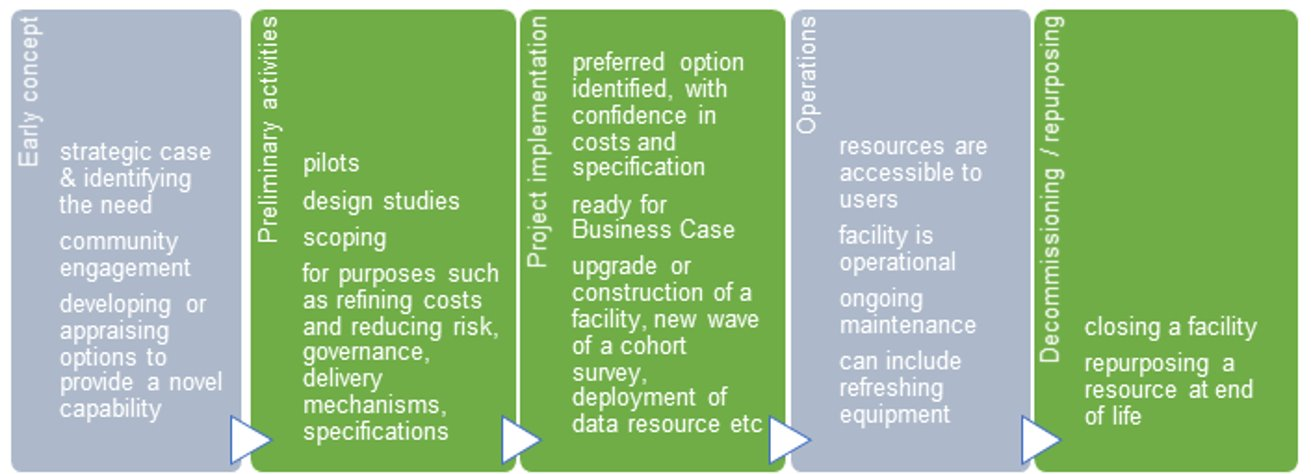 Early concept
strategic case
& identifying
the need
community
engagement
developing or
appraising
options to
provide a novel
capability
Preliminary activities
pilots
design studies
scoping
for purposes such
as refining costs
and reducing risk,
governance,
delivery
mechanisms,
specifications
Project implementation
preferred option
identified, with
confidence in
costs and
specification
ready for
Business Case
upgrade or
construction of a
facility, new wave
of a cohort
survey,
deployment of
data resource etc
Operations
resources are
accessible to
users
facility is
operational
ongoing
maintenance
can include
refreshing
equipment
Decommissioning / repurposing
closing a facility
repurposing a
resource at end
of life